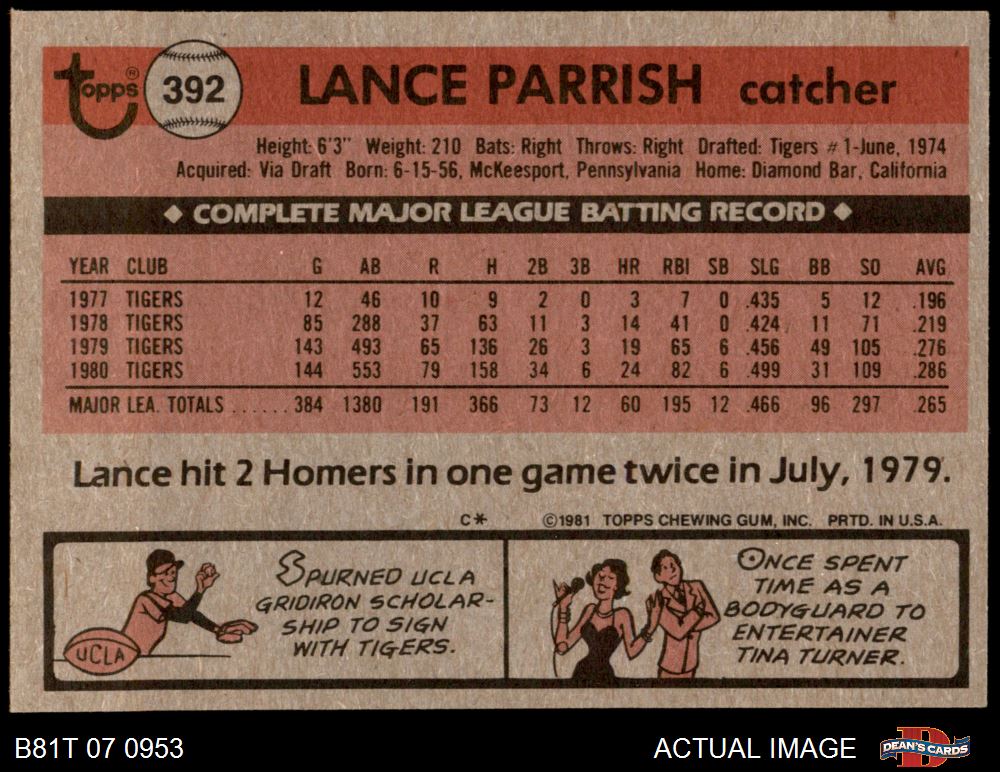 topps® 392 LANCE PARRISH catcher
Height: 6'3" Weight: 210 Bats: Right Throws: Right Drafted: Tigers #1-June, 1974
Acquired: Via Draft Born: 6-15-56, McKeesport, Pennsylvania Home: Diamond Bar, California
◆ COMPLETE MAJOR LEAGUE BATTING RECORD ◆
YEAR CLUB G AB R H 2B 3B HR RBI SB SLG BB SO AVG
1977 TIGERS 12 46 10 9 2 0 3 7 0 .435 5 12 .196
1978 TIGERS 85 288 37 63 11 3 14 41 0 .424 11 71 .219
1979 TIGERS 143 493 65 136 26 3 19 65 6 .456 49 105 .276
1980 TIGERS 144 553 79 158 34 6 24 82 6 .499 31 109 .286
MAJOR LEA. TOTALS ...... 384 1380 191 366 73 12 60 195 12 .466 96 297 .265
Lance hit 2 Homers in one game twice in July, 1979.
C* ©1981 TOPPS CHEWING GUM, INC. PRTD. IN U.S.A.
SPURNED UCLA
GRIDIRON SCHOLAR-
SHIP TO SIGN
WITH TIGERS.
UCLA
ONCE SPENT
TIME AS A
BODYGUARD TO
ENTERTAINER
TINA TURNER.
B81T 07 0953 ACTUAL IMAGE DEAN'S CARDS